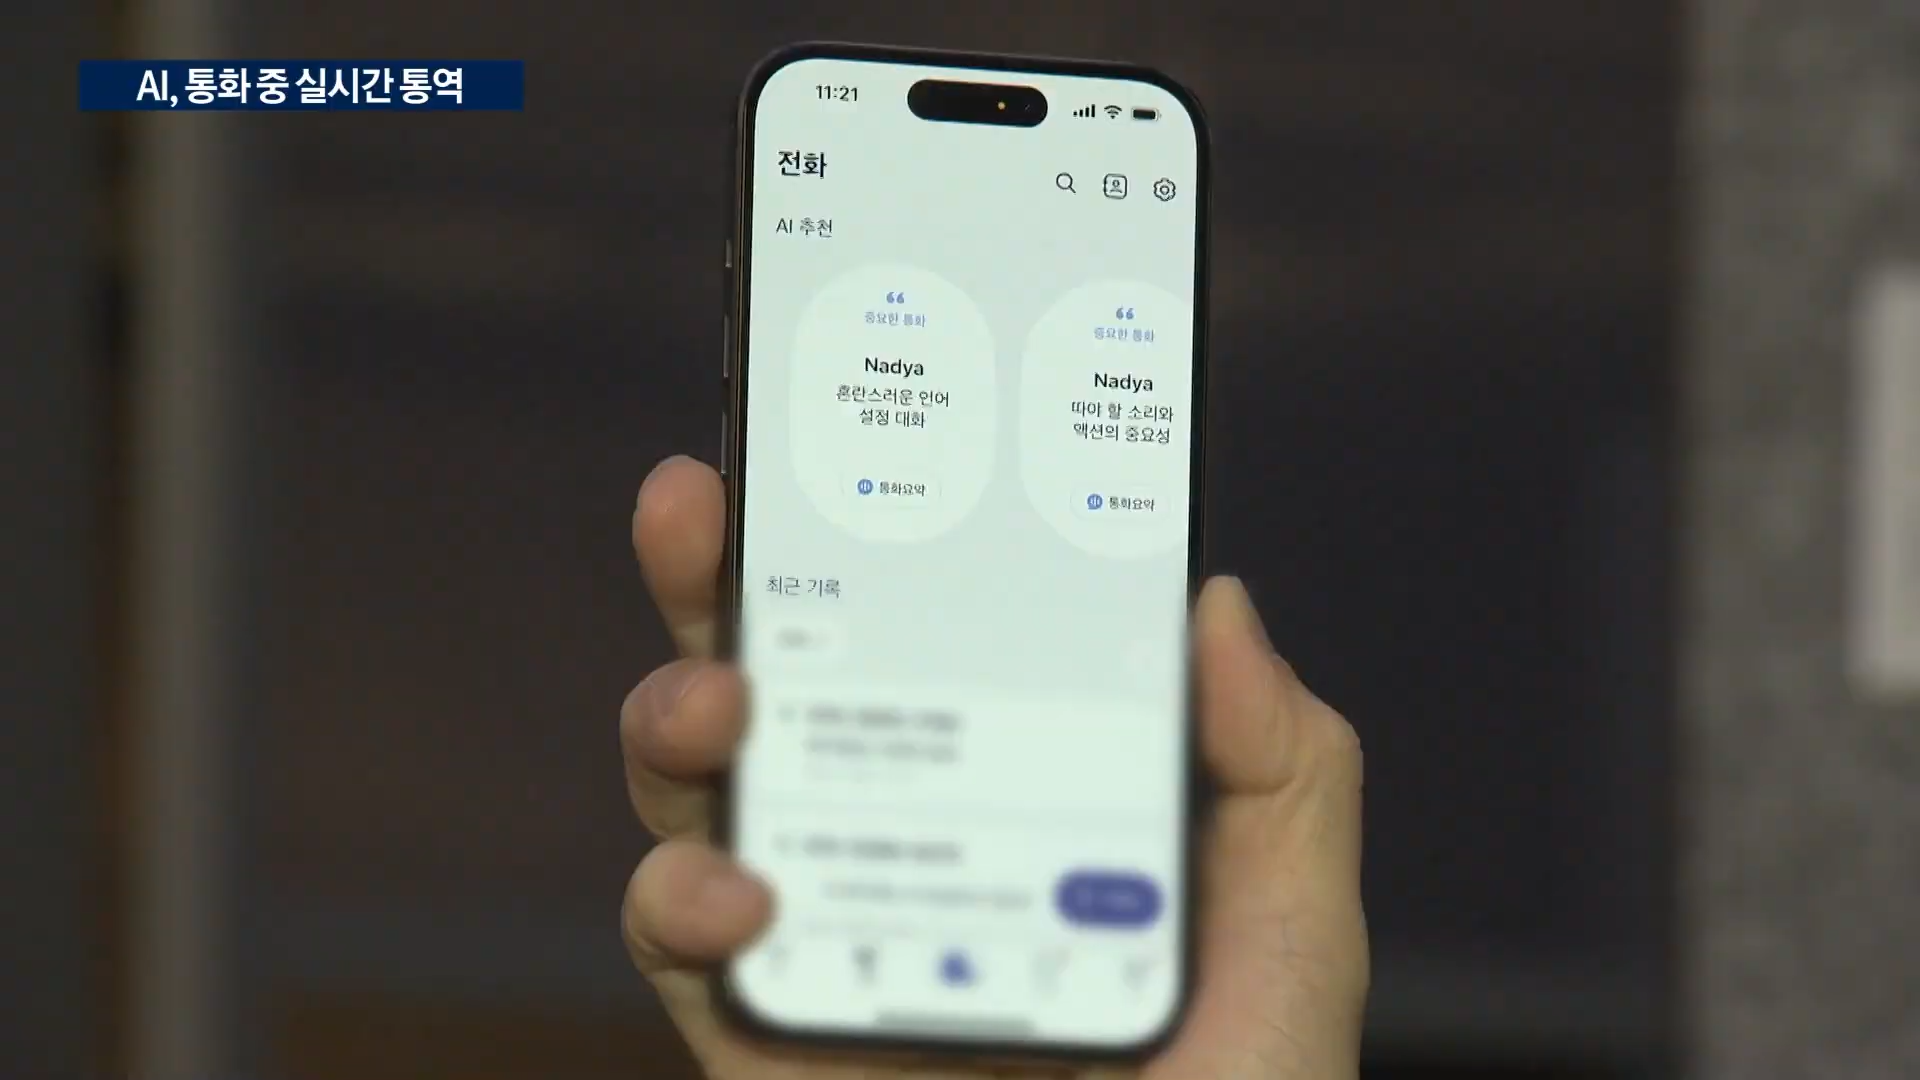 AI, 통화 중 실시간 통역
11:21
전화
AI 추천
중요한 통화
Nadya
혼란스러운 언어
설정 대화
통화요약
중요한 통화
Nadya
따야 할 소리와
액션의 중요성
통화요약
최근 기록